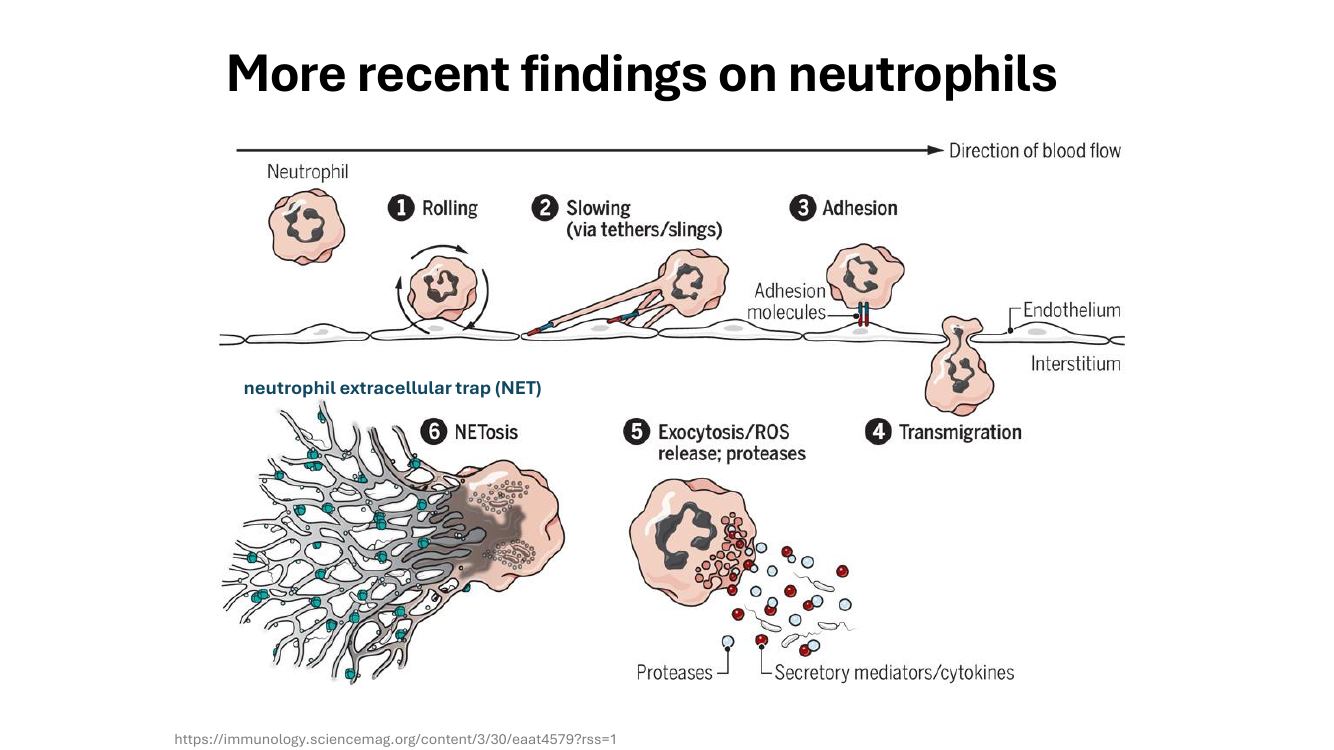 More recent findings on neutrophils
Direction of blood flow
Neutrophil
1 Rolling
2 Slowing
(via tethers/slings)
3 Adhesion
Adhesion
molecules
Endothelium
Interstitium
neutrophil extracellular trap (NET)
6 NETosis
5 Exocytosis/ROS
release; proteases
4 Transmigration
Proteases
Secretory mediators/cytokines
https://immunology.sciencemag.org/content/3/30/eaat4579?rss=1